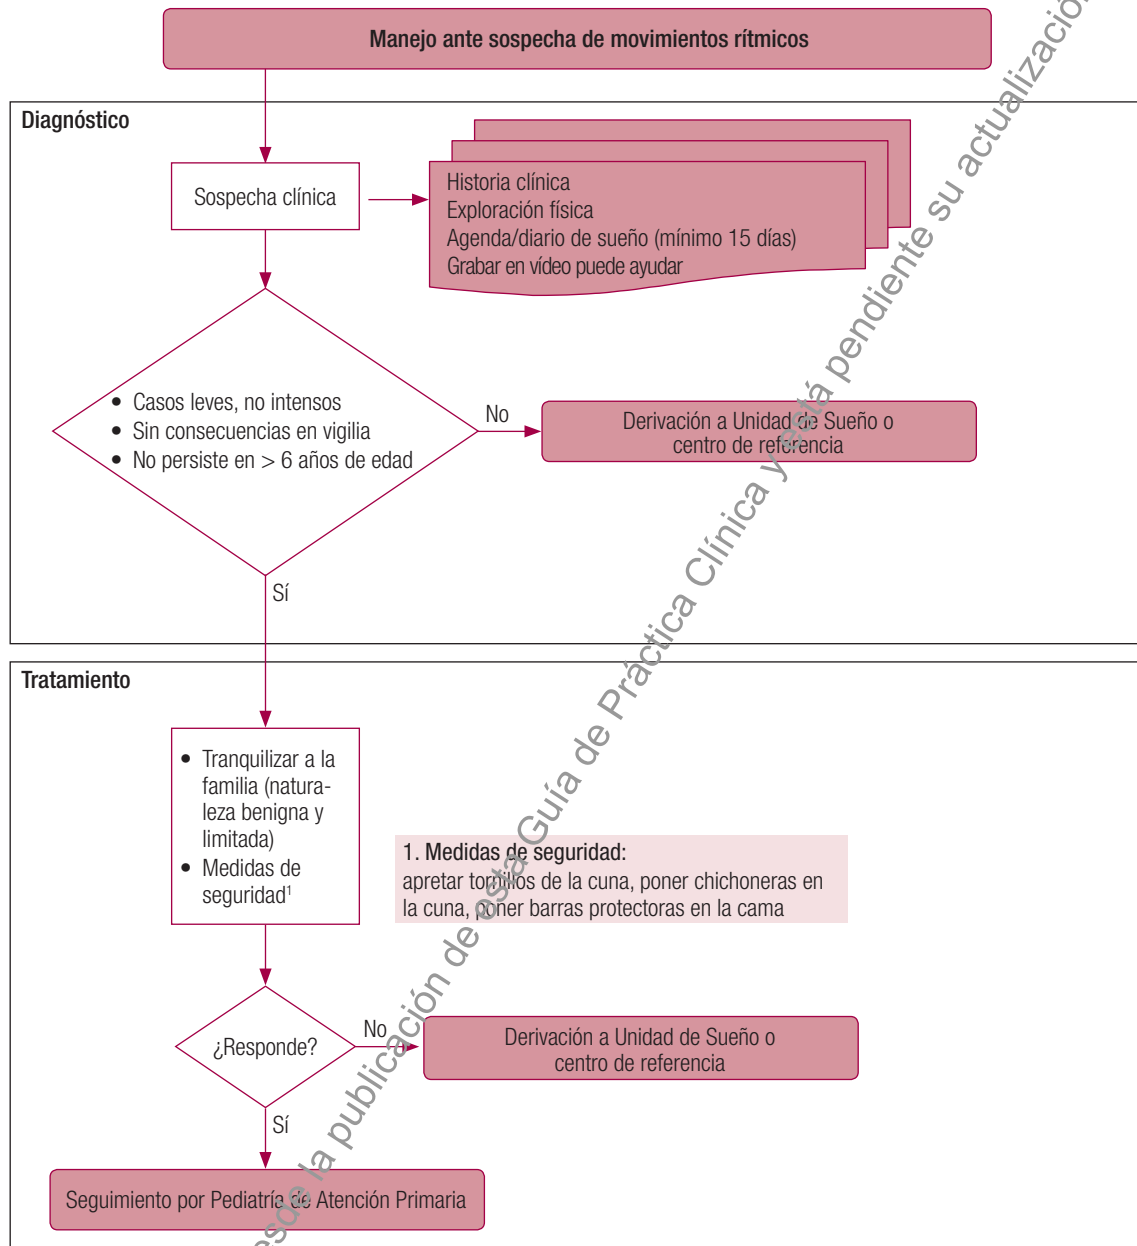 Manejo ante sospecha de movimientos rítmicos
Diagnóstico
Sospecha clínica
Historia clínica
Exploración física
Agenda/diario de sueño (mínimo 15 días)
Grabar en vídeo puede ayudar
• Casos leves, no intensos
• Sin consecuencias en vigilia
• No persiste en > 6 años de edad
No
Derivación a Unidad de Sueño o
centro de referencia
Sí
Tratamiento
• Tranquilizar a la
familia (natura-
leza benigna y
limitada)
• Medidas de
seguridad¹
1. Medidas de seguridad:
apretar tornillos de la cuna, poner chichoneras en
la cuna, poner barras protectoras en la cama
¿Responde?
No
Derivación a Unidad de Sueño o
centro de referencia
Sí
Seguimiento por Pediatría de Atención Primaria
desde la publicación de esta Guía de Práctica Clínica y está pendiente su actualización